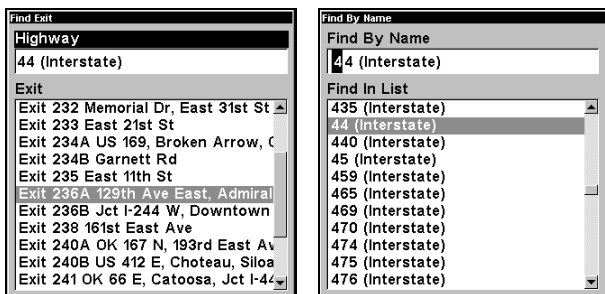 Find Exit
Highway
44 (Interstate)
Exit
Exit 232 Memorial Dr, East 31st St
Exit 233 East 21st St
Exit 234A US 169, Broken Arrow,
Exit 234B Garnett Rd
Exit 235 East 11th St
Exit 236A 129th Ave East, Admiral
Exit 236B Jct I-244 W, Downtown
Exit 238 161st East Ave
Exit 240A OK 167 N, 193rd East Av
Exit 240B US 412 E, Choteau, Siloa
Exit 241 OK 66 E, Catoosa, Jct I-44
Find By Name
Find By Name
44 (Interstate)
Find In List
435 (Interstate)
44 (Interstate)
440 (Interstate)
45 (Interstate)
459 (Interstate)
465 (Interstate)
469 (Interstate)
470 (Interstate)
474 (Interstate)
475 (Interstate)
476 (Interstate)